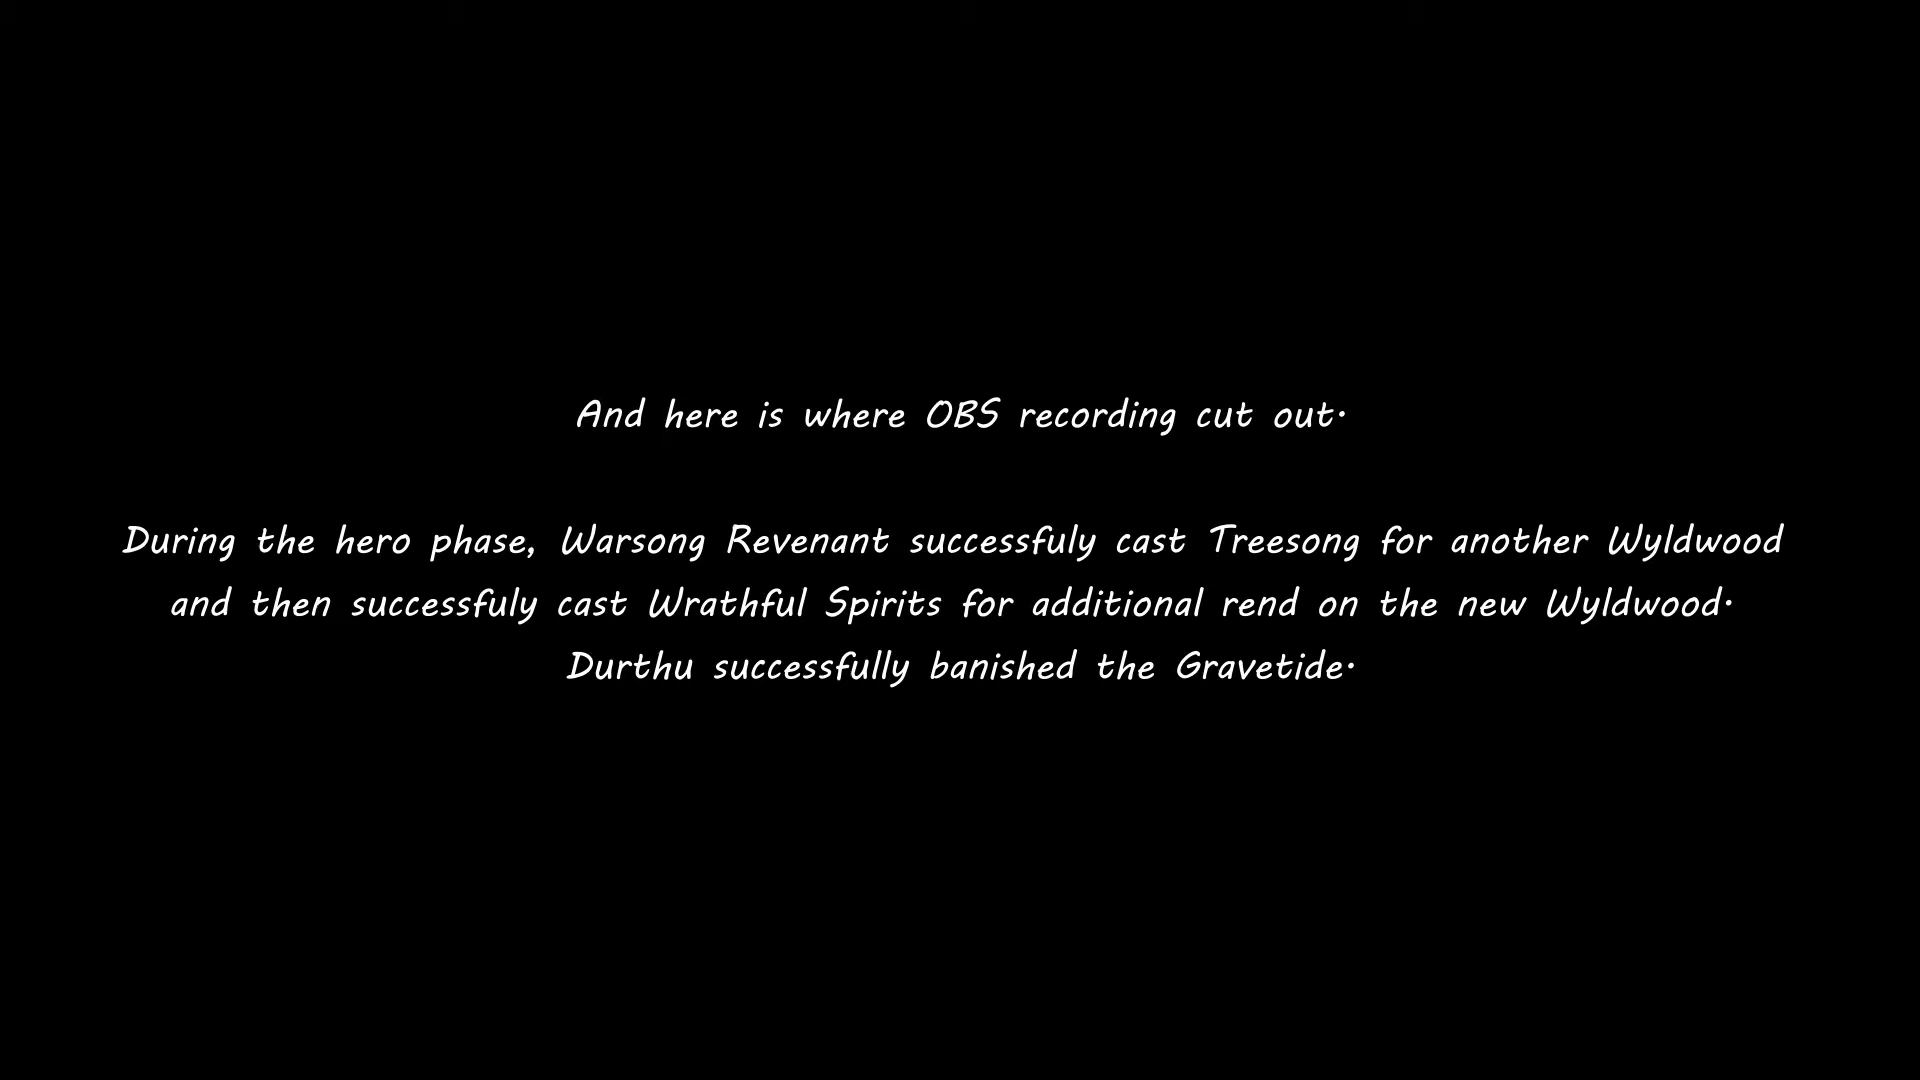 And here is where OBS recording cut out.
During the hero phase, Warsong Revenant successfuly cast Treesong for another Wyldwood
and then successfuly cast Wrathful Spirits for additional rend on the new Wyldwood.
Durthu successfully banished the Gravetide.